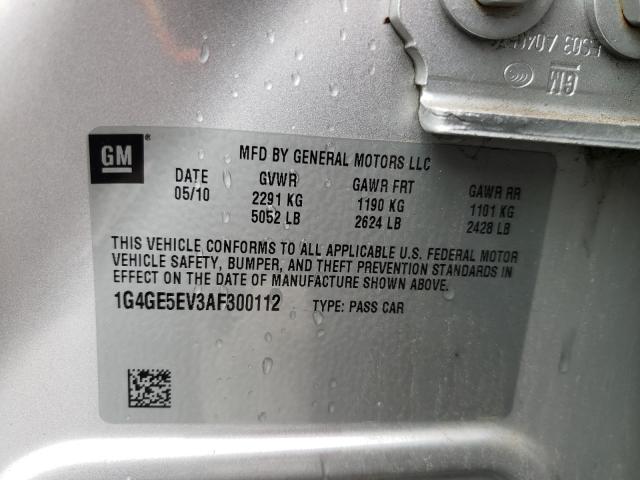 GM
MFD BY GENERAL MOTORS LLC
DATE GVWR GAWR FRT GAWR RR
05/10 2291 KG 1190 KG 1101 KG
5052 LB 2624 LB 2428 LB
THIS VEHICLE CONFORMS TO ALL APPLICABLE U.S. FEDERAL MOTOR
VEHICLE SAFETY, BUMPER, AND THEFT PREVENTION STANDARDS IN
EFFECT ON THE DATE OF MANUFACTURE SHOWN ABOVE.
1G4GE5EV3AF300112 TYPE: PASS CAR
GM